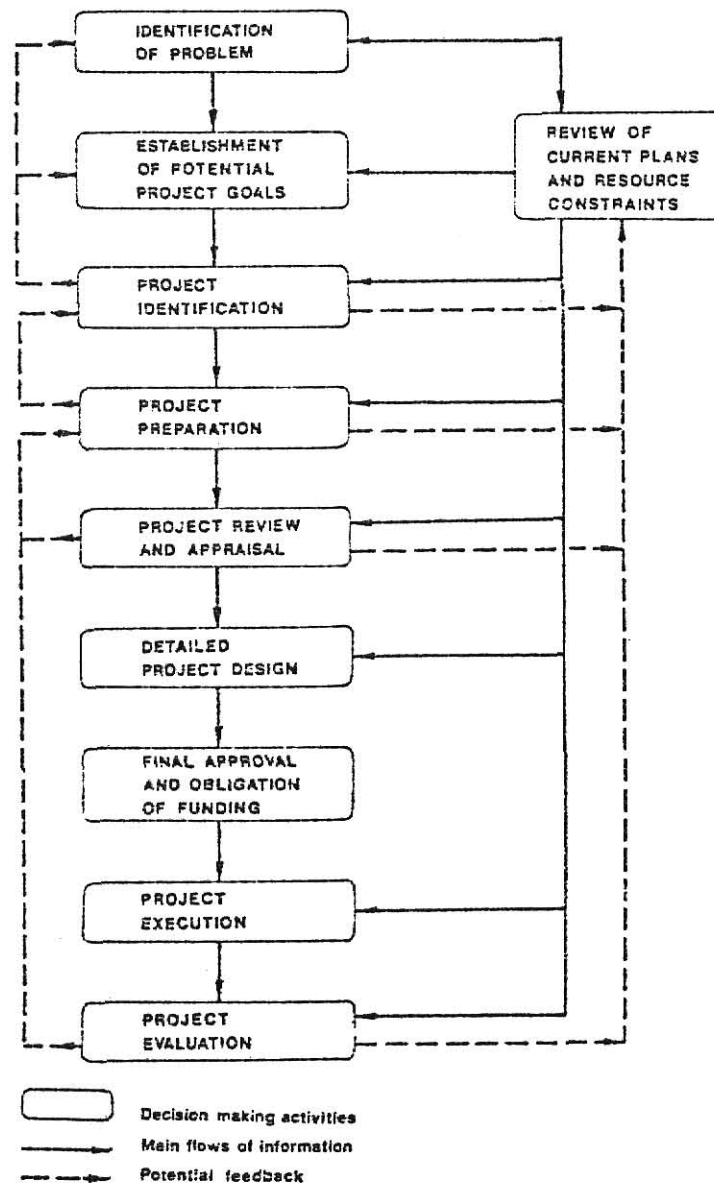 IDENTIFICATION
OF PROBLEM
REVIEW OF
CURRENT PLANS
AND RESOURCE
CONSTRAINTS
ESTABLISHMENT
OF POTENTIAL
PROJECT GOALS
PROJECT
IDENTIFICATION
PROJECT
PREPARATION
PROJECT REVIEW
AND APPRAISAL
DETAILED
PROJECT DESIGN
FINAL APPROVAL
AND OBLIGATION
OF FUNDING
PROJECT
EXECUTION
PROJECT
EVALUATION
Decision making activities
Main flows of information
Potential feedback